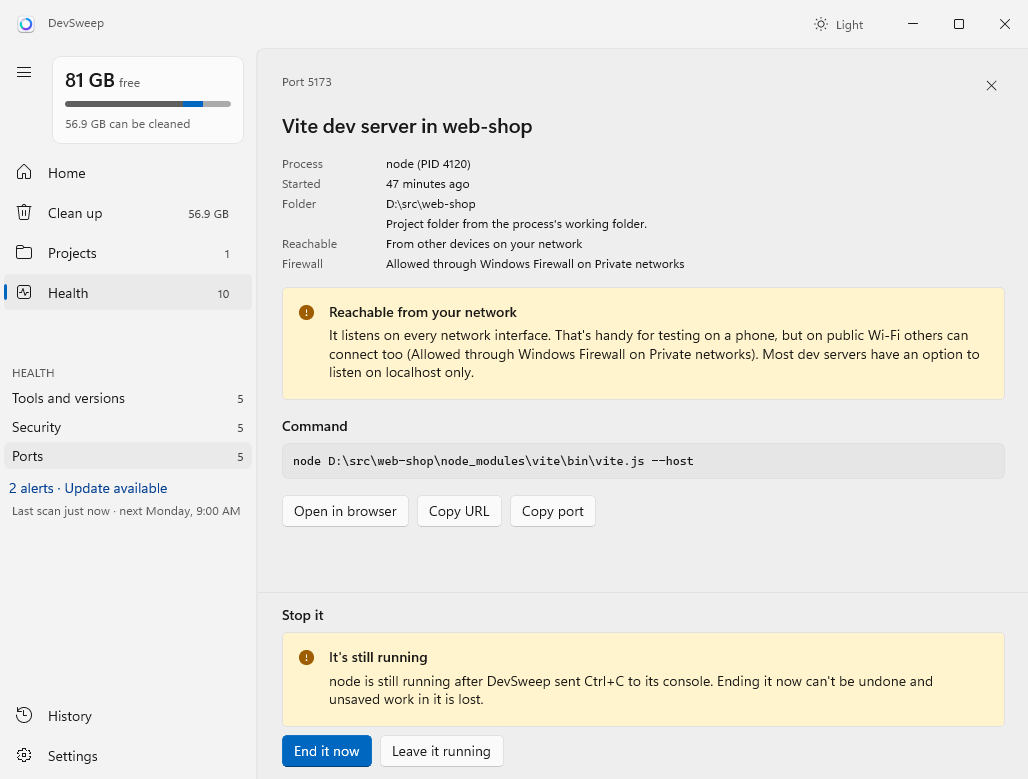 DevSweep
Light
81 GB free
56.9 GB can be cleaned
Home
Clean up 56.9 GB
Projects 1
Health 10
HEALTH
Tools and versions 5
Security 5
Ports 5
2 alerts · Update available
Last scan just now · next Monday, 9:00 AM
History
Settings
Port 5173
Vite dev server in web-shop
Process node (PID 4120)
Started 47 minutes ago
Folder D:\src\web-shop
Project folder from the process's working folder.
Reachable From other devices on your network
Firewall Allowed through Windows Firewall on Private networks
Reachable from your network
It listens on every network interface. That's handy for testing on a phone, but on public Wi-Fi others can
connect too (Allowed through Windows Firewall on Private networks). Most dev servers have an option to
listen on localhost only.
Command
node D:\src\web-shop\node_modules\vite\bin\vite.js --host
Open in browser Copy URL Copy port
Stop it
It's still running
node is still running after DevSweep sent Ctrl+C to its console. Ending it now can't be undone and
unsaved work in it is lost.
End it now Leave it running